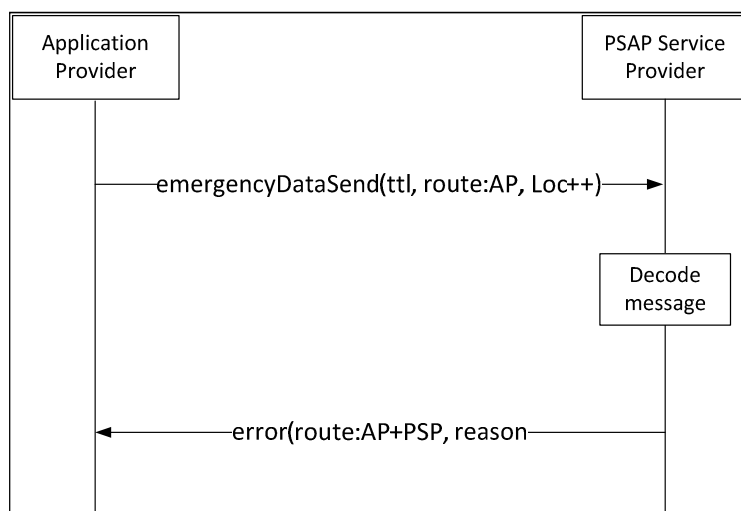 Application
Provider
PSAP Service
Provider
emergencyDataSend(ttl, route:AP, Loc++)
Decode
message
error(route:AP+PSP, reason